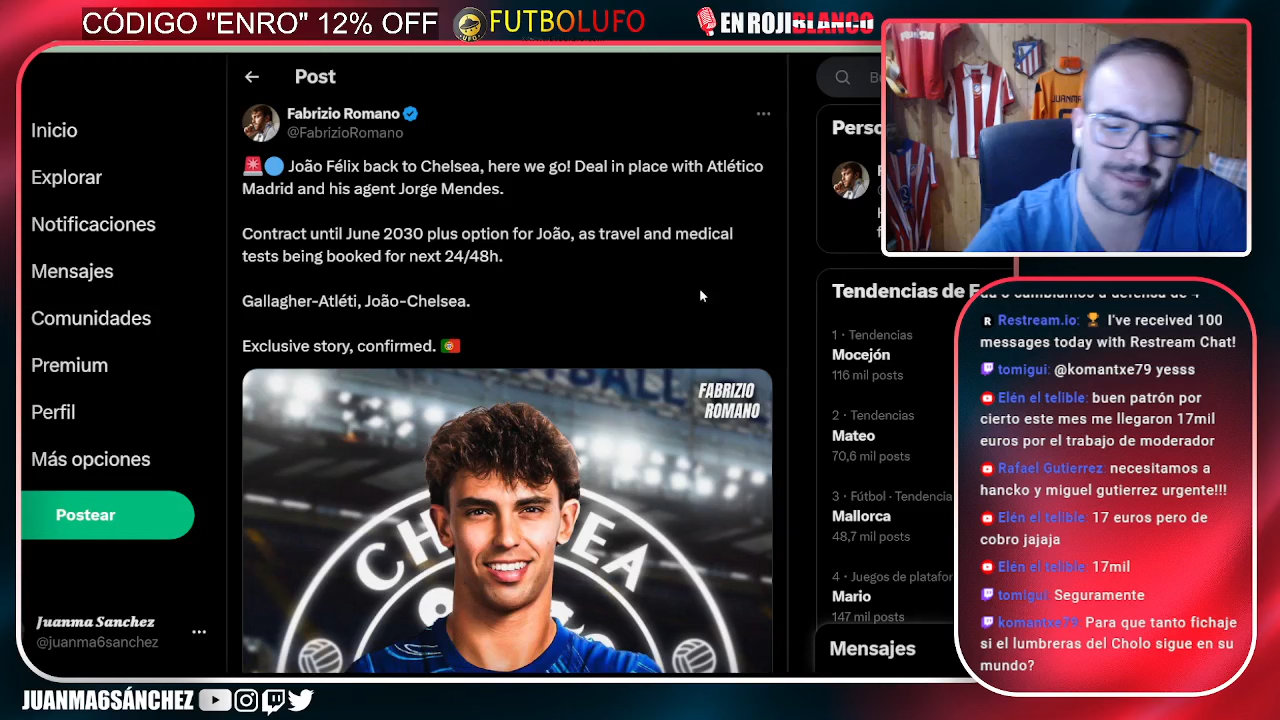 CÓDIGO "ENRO" 12% OFF
FUTBOLUFO
EN ROJIBLANCO
Post
Fabrizio Romano
@FabrizioRomano
João Félix back to Chelsea, here we go! Deal in place with Atlético
Madrid and his agent Jorge Mendes.
Contract until June 2030 plus option for João, as travel and medical
tests being booked for next 24/48h.
Gallagher-Atléti, João-Chelsea.
Exclusive story, confirmed.
FABRIZIO
ROMANO
CHELSEA
Inicio
Explorar
Notificaciones
Mensajes
Comunidades
Premium
Perfil
Más opciones
Postear
Juanma Sanchez
@juanma6sanchez
Tendencias de
1 · Tendencias
Mocejón
116 mil posts
2 · Tendencias
Mateo
70,6 mil posts
3 · Fútbol · Tendencia
Mallorca
48,7 mil posts
4 · Juegos de platafor
Mario
147 mil posts
Mensajes
Restream.io: 🏆 I've received 100
messages today with Restream Chat!
tomigui: @komantxe79 yesss
Elén el telible: buen patrón por
cierto este mes me llegaron 17mil
euros por el trabajo de moderador
Rafael Gutierrez: necesitamos a
hancko y miguel gutierrez urgente!!!
Elén el telible: 17 euros pero de
cobro jajaja
Elén el telible: 17mil
tomigui: Seguramente
komantxe79: Para que tanto fichaje
si el lumbreras del Cholo sigue en su
mundo?
JUANMA6SÁNCHEZ